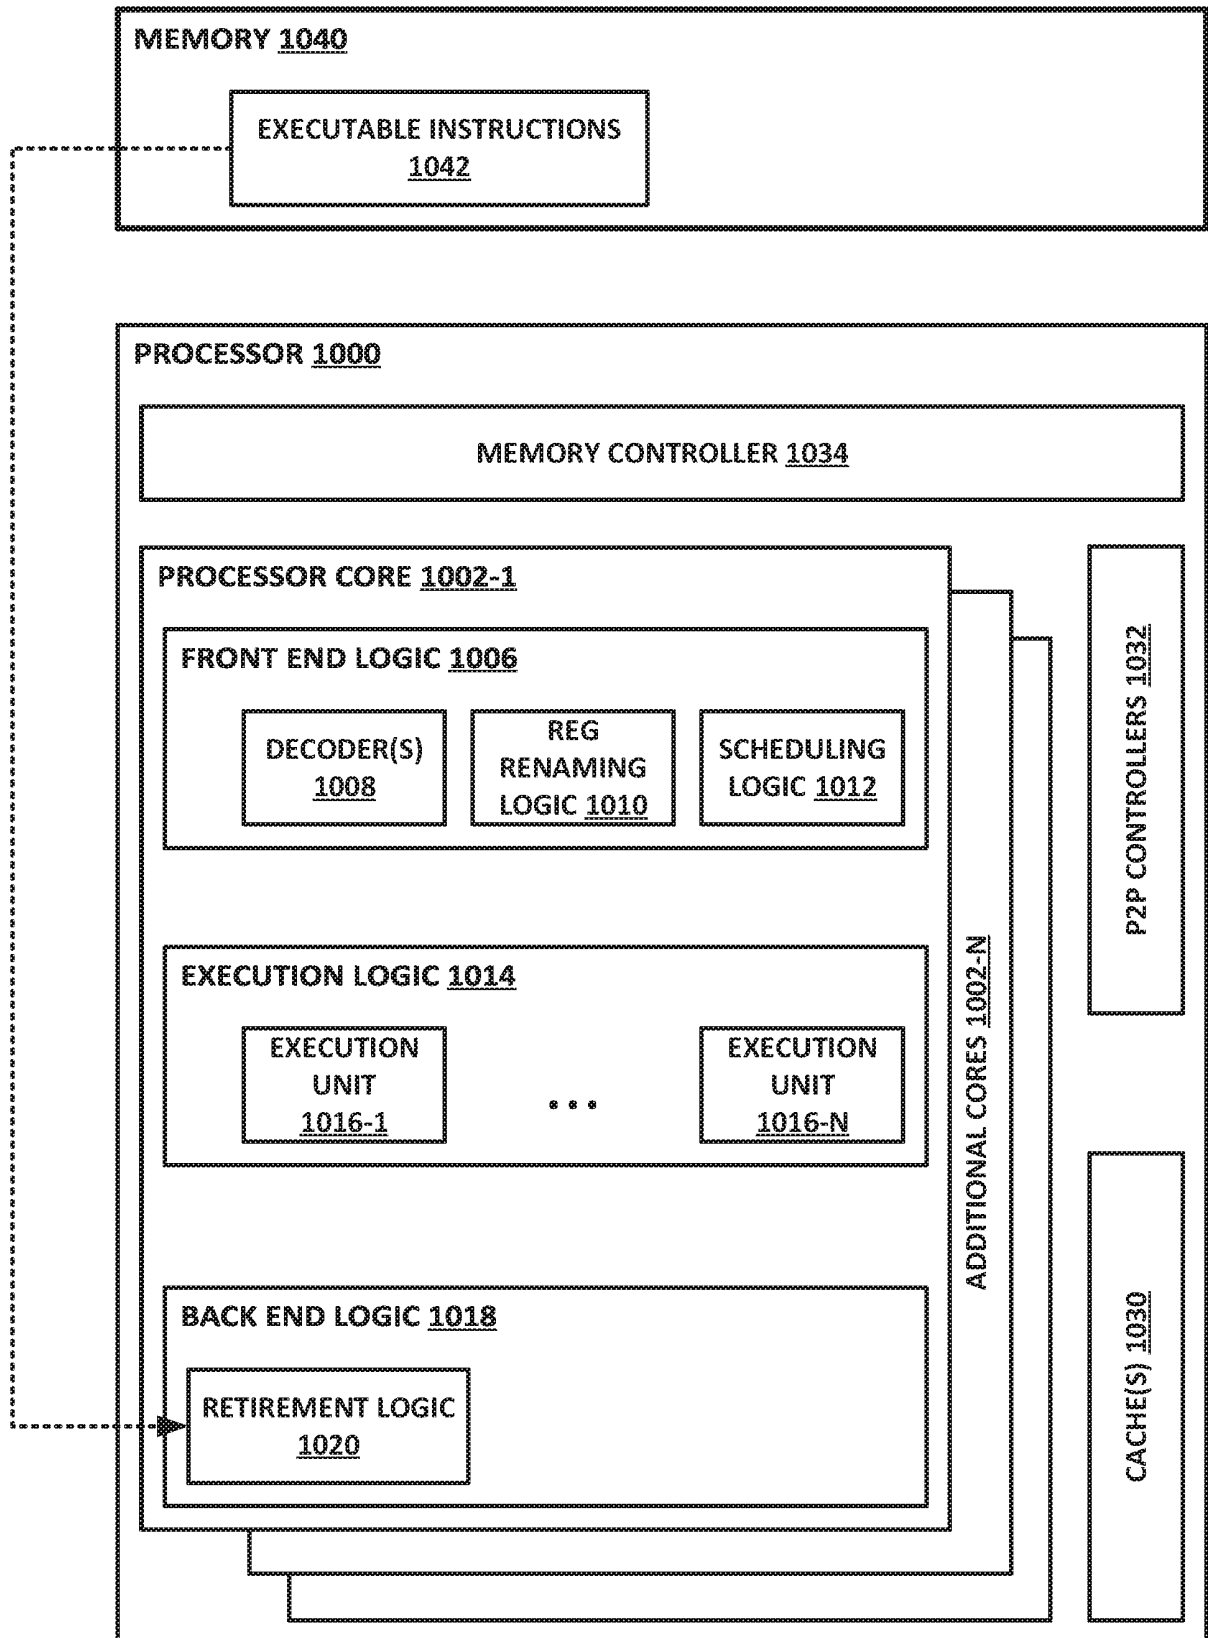 MEMORY 1040
EXECUTABLE INSTRUCTIONS
1042
PROCESSOR 1000
MEMORY CONTROLLER 1034
PROCESSOR CORE 1002-1
FRONT END LOGIC 1006
DECODER(S)
1008
REG
RENAMING
LOGIC 1010
SCHEDULING
LOGIC 1012
EXECUTION LOGIC 1014
EXECUTION
UNIT
1016-1
...
EXECUTION
UNIT
1016-N
BACK END LOGIC 1018
RETIREMENT LOGIC
1020
ADDITIONAL CORES 1002-N
P2P CONTROLLERS 1032
CACHE(S) 1030